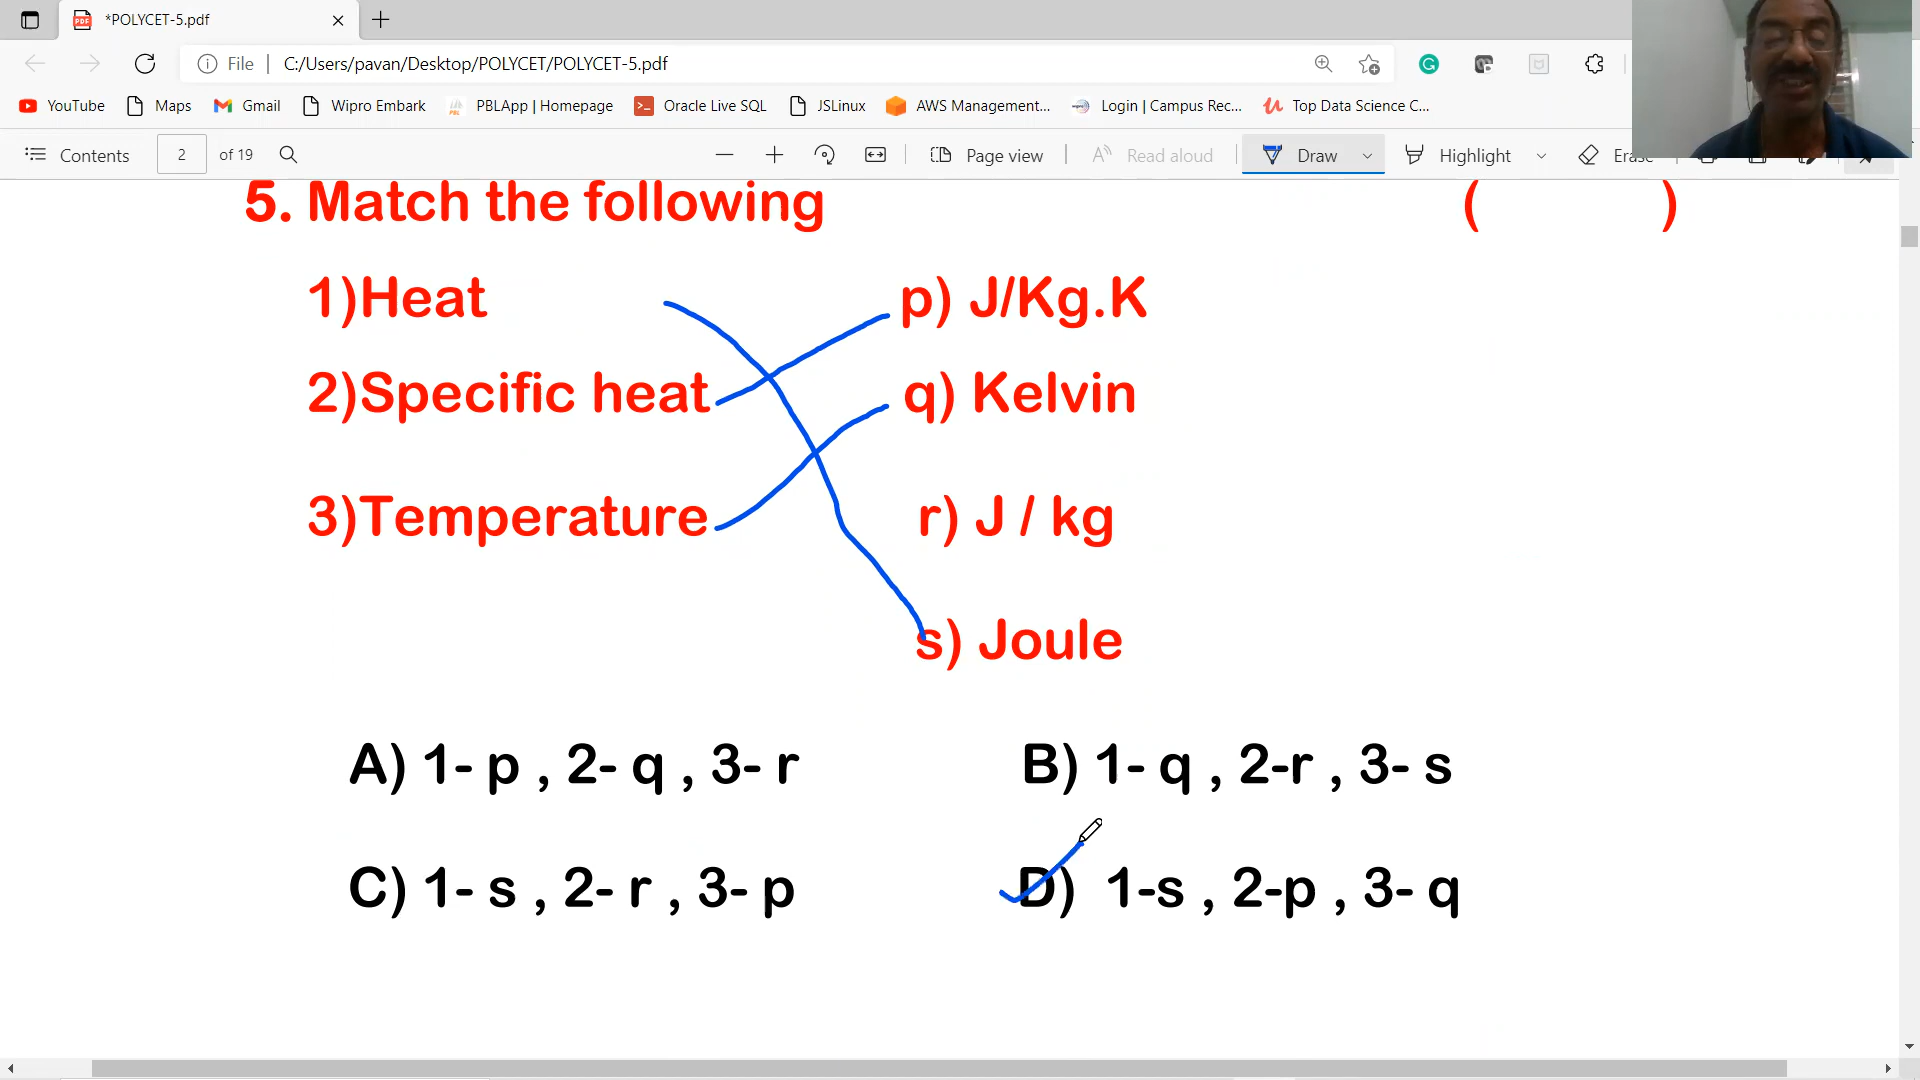 *POLYCET-5.pdf
File C:/Users/pavan/Desktop/POLYCET/POLYCET-5.pdf
YouTube Maps Gmail Wipro Embark PBLApp | Homepage Oracle Live SQL JSLinux AWS Management... Login | Campus Rec... Top Data Science C...
Contents 2 of 19 Page view Read aloud Draw Highlight
5. Match the following ( )
1)Heat p) J/Kg.K
2)Specific heat q) Kelvin
3)Temperature r) J / kg
s) Joule
A) 1- p , 2- q , 3- r B) 1- q , 2-r , 3- s
C) 1- s , 2- r , 3- p D) 1-s , 2-p , 3- q